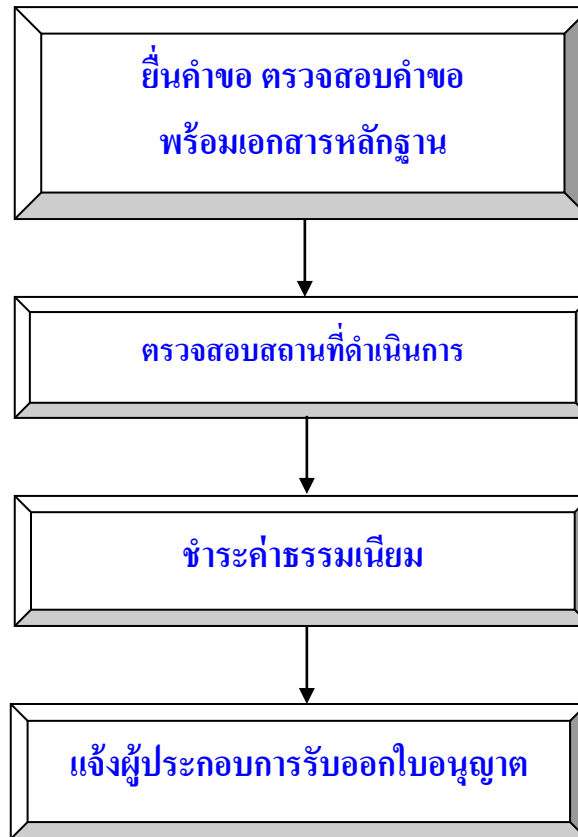 ยื่นคำขอ ตรวจสอบคำขอ
พร้อมเอกสารหลักฐาน
ตรวจสอบสถานที่ดำเนินการ
ชำระค่าธรรมเนียม
แจ้งผู้ประกอบการรับออกใบอนุญาต